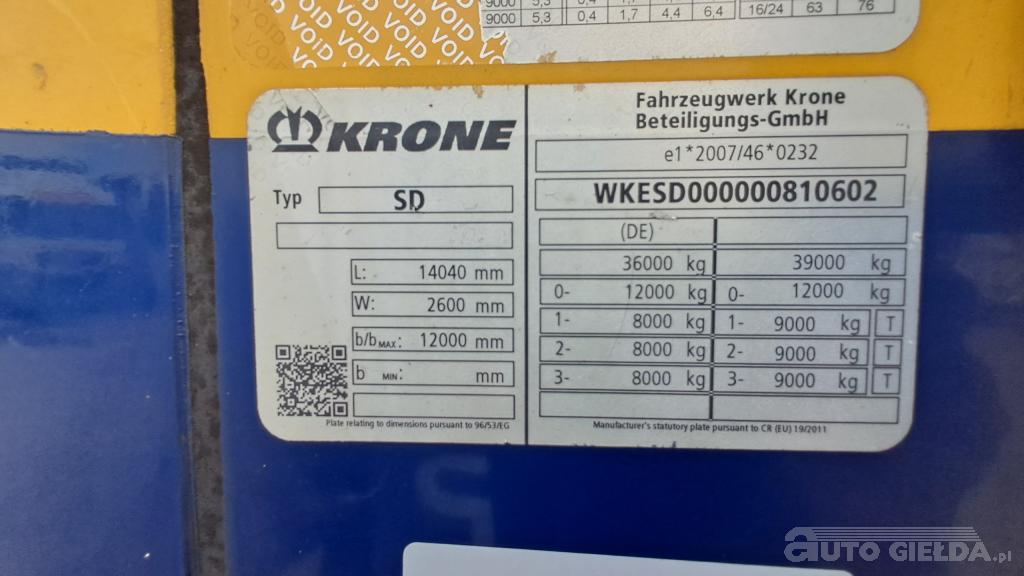 9000 5,3 0,4 1,7 4,4 6,4 16/24 63 76
VOID VOID VOID VOID VOID
KRONE
Typ SD
L: 14040 mm
W: 2600 mm
b/bMAX: 12000 mm
b MIN: mm
Plate relating to dimensions pursuant to 96/53/EG
Fahrzeugwerk Krone
Beteiligungs-GmbH
e1*2007/46*0232
WKESD000000810602
(DE)
36000 kg 39000 kg
0- 12000 kg 0- 12000 kg
1- 8000 kg 1- 9000 kg T
2- 8000 kg 2- 9000 kg T
3- 8000 kg 3- 9000 kg T
Manufacturer's statutory plate pursuant to CR (EU) 19/2011
AUTO GIEŁDA.pl